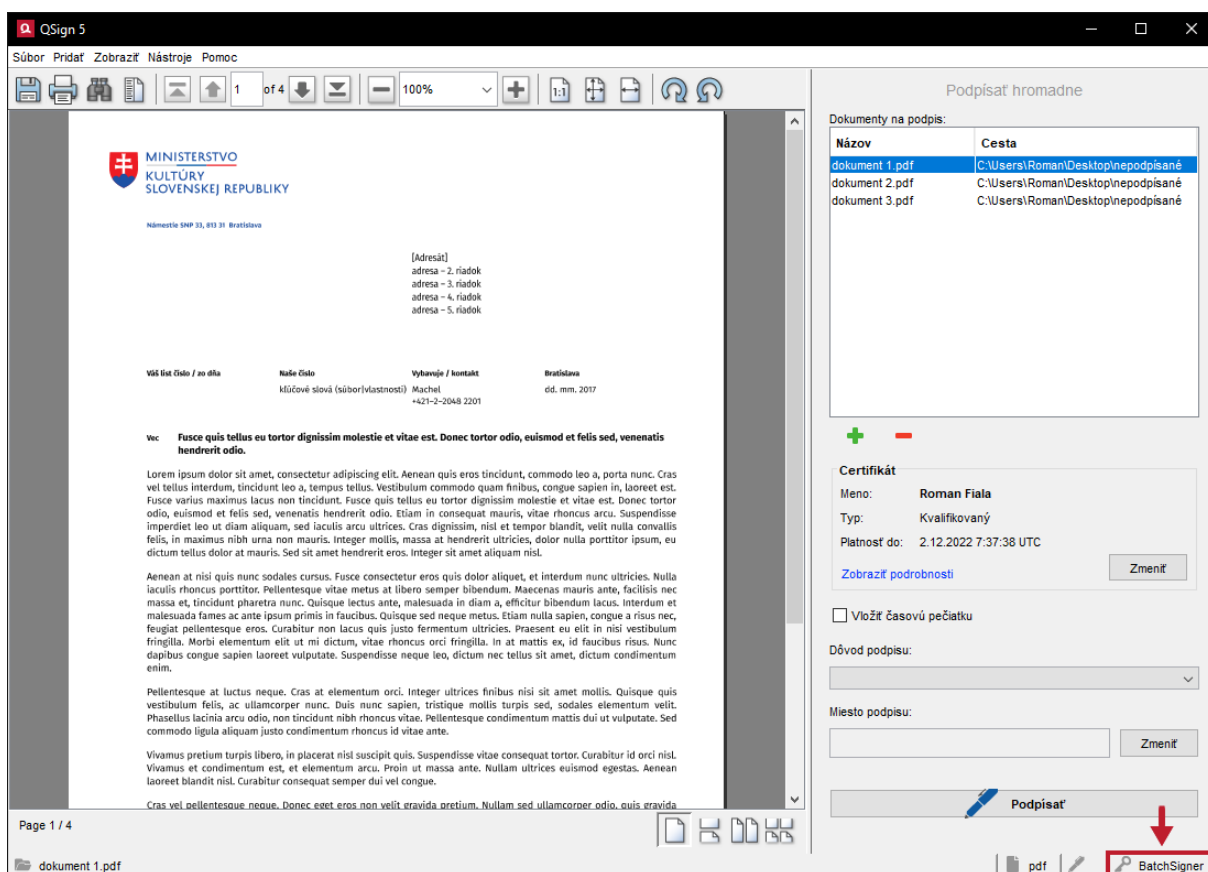 QSign 5
Súbor Pridať Zobraziť Nástroje Pomoc
1 of 4 100% 1:1
MINISTERSTVO
KULTÚRY
SLOVENSKEJ REPUBLIKY
Námestie SNP 33, 813 31 Bratislava
[Adresát]
adresa – 2. riadok
adresa – 3. riadok
adresa – 4. riadok
adresa – 5. riadok
Váš list číslo / zo dňa Naše číslo Vybavuje / kontakt Bratislava
kľúčové slová (súbor|vlastnosti) Machel dd. mm. 2017
+421–2–2048 2201
Vec Fusce quis tellus eu tortor dignissim molestie et vitae est. Donec tortor odio, euismod et felis sed, venenatis
hendrerit odio.
Lorem ipsum dolor sit amet, consectetur adipiscing elit. Aenean quis eros tincidunt, commodo leo a, porta nunc. Cras
vel tellus interdum, tincidunt leo a, tempus tellus. Vestibulum commodo quam finibus, congue sapien in, laoreet est.
Fusce varius maximus lacus non tincidunt. Fusce quis tellus eu tortor dignissim molestie et vitae est. Donec tortor
odio, euismod et felis sed, venenatis hendrerit odio. Etiam in consequat mauris, vitae rhoncus arcu. Suspendisse
imperdiet leo ut diam aliquam, sed iaculis arcu ultrices. Cras dignissim, nisl et tempor blandit, velit nulla convallis
felis, in maximus nibh urna non mauris. Integer mollis, massa at hendrerit ultricies, dolor nulla porttitor ipsum, eu
dictum tellus dolor at mauris. Sed sit amet hendrerit eros. Integer sit amet aliquam nisl.
Aenean at nisi quis nunc sodales cursus. Fusce consectetur eros quis dolor aliquet, et interdum nunc ultricies. Nulla
iaculis rhoncus porttitor. Pellentesque vitae metus at libero semper bibendum. Maecenas mauris ante, facilisis nec
massa et, tincidunt pharetra nunc. Quisque lectus ante, malesuada in diam a, efficitur bibendum lacus. Interdum et
malesuada fames ac ante ipsum primis in faucibus. Quisque sed neque metus. Etiam nulla sapien, congue a risus nec,
feugiat pellentesque eros. Curabitur non lacus quis justo fermentum ultricies. Praesent eu elit in nisi vestibulum
fringilla. Morbi elementum elit ut mi dictum, vitae rhoncus orci fringilla. In at mattis ex, id faucibus risus. Nunc
dapibus congue sapien laoreet vulputate. Suspendisse neque leo, dictum nec tellus sit amet, dictum condimentum
enim.
Pellentesque at luctus neque. Cras at elementum orci. Integer ultrices finibus nisi sit amet mollis. Quisque quis
vestibulum felis, ac ullamcorper nunc. Duis nunc sapien, tristique mollis turpis sed, sodales elementum velit.
Phasellus lacinia arcu odio, non tincidunt nibh rhoncus vitae. Pellentesque condimentum mattis dui ut vulputate. Sed
commodo ligula aliquam justo condimentum rhoncus id vitae ante.
Vivamus pretium turpis libero, in placerat nisl suscipit quis. Suspendisse vitae consequat tortor. Curabitur id orci nisl.
Vivamus et condimentum est, et elementum arcu. Proin ut massa ante. Nullam ultrices euismod egestas. Aenean
laoreet blandit nisl. Curabitur consequat semper dui vel congue.
Cras vel pellentesque neque. Donec eget eros non velit gravida pretium. Nullam sed ullamcorper odio, quis gravida
Page 1 / 4
dokument 1.pdf
Podpísať hromadne
Dokumenty na podpis:
Názov Cesta
dokument 1.pdf C:\Users\Roman\Desktop\nepodpísané
dokument 2.pdf C:\Users\Roman\Desktop\nepodpísané
dokument 3.pdf C:\Users\Roman\Desktop\nepodpísané
Certifikát
Meno: Roman Fiala
Typ: Kvalifikovaný
Platnosť do: 2.12.2022 7:37:38 UTC
Zobraziť podrobnosti Zmeniť
Vložiť časovú pečiatku
Dôvod podpisu:
Miesto podpisu:
Zmeniť
Podpísať
pdf BatchSigner